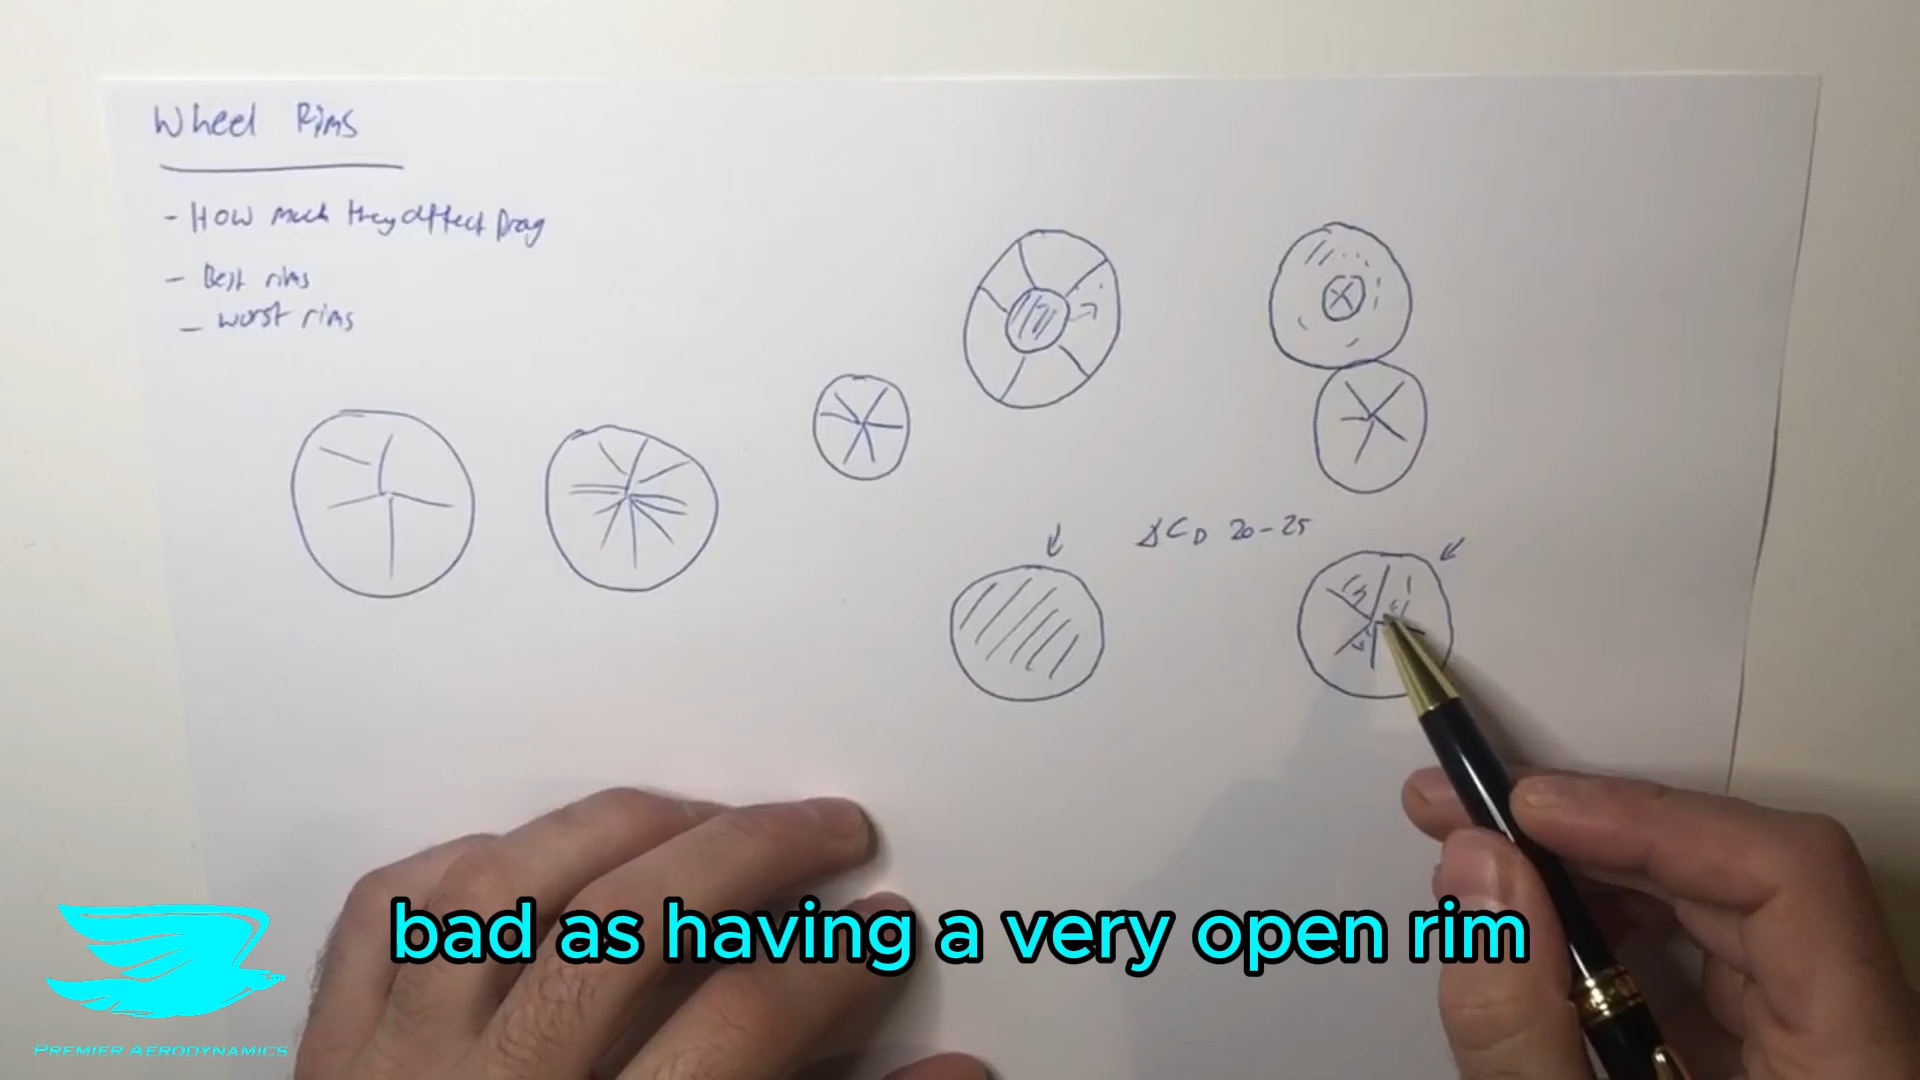 Wheel Rims
- How much they affect Drag
- Best rims
- worst rims
ΔCD 20-25
bad as having a very open rim
PREMIER AERODYNAMICS